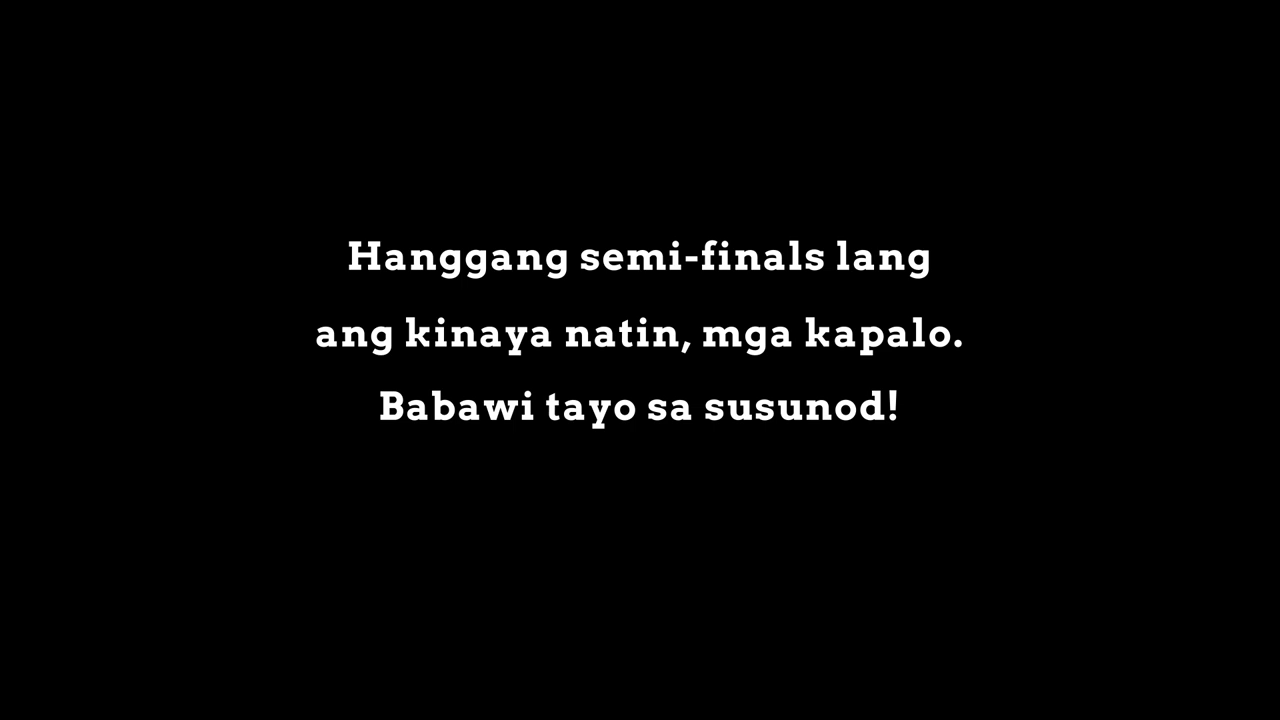 Hanggang semi-finals lang
ang kinaya natin, mga kapalo.
Babawi tayo sa susunod!